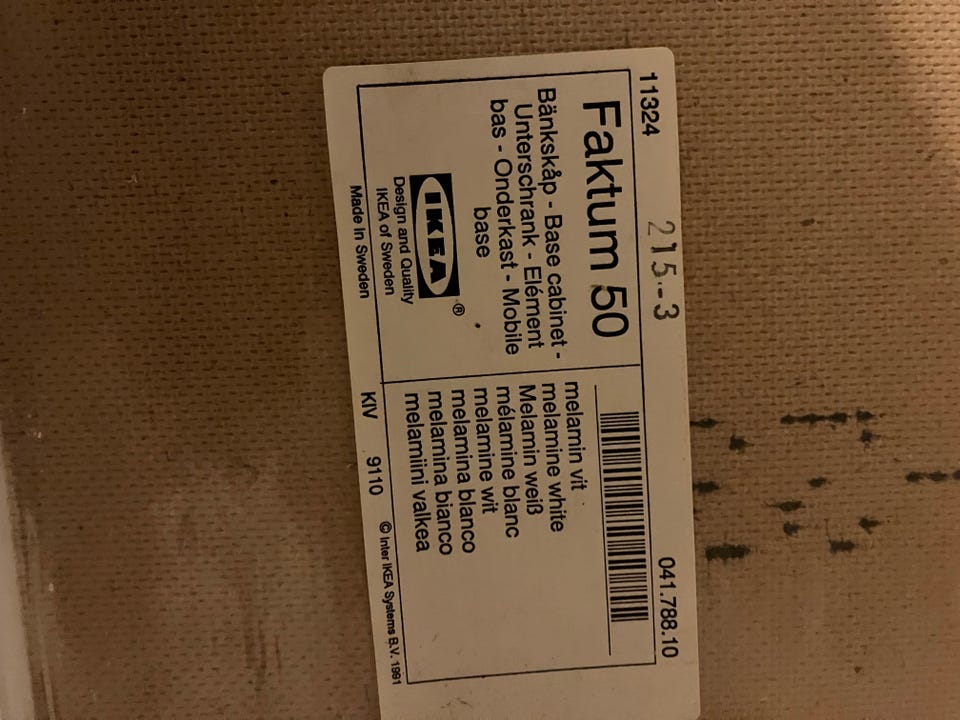 11324 215-3 041.788.10
Faktum 50
Bänkskåp - Base cabinet -
Unterschrank - Elément
bas - Onderkast - Mobile
base
IKEA®
Design and Quality
IKEA of Sweden
Made in Sweden
melamin vit
melamine white
Melamin weiß
mélamine blanc
melamine wit
melamina blanco
melamina bianco
melamiini valkea
KIV 9110 © Inter IKEA Systems B.V. 1991